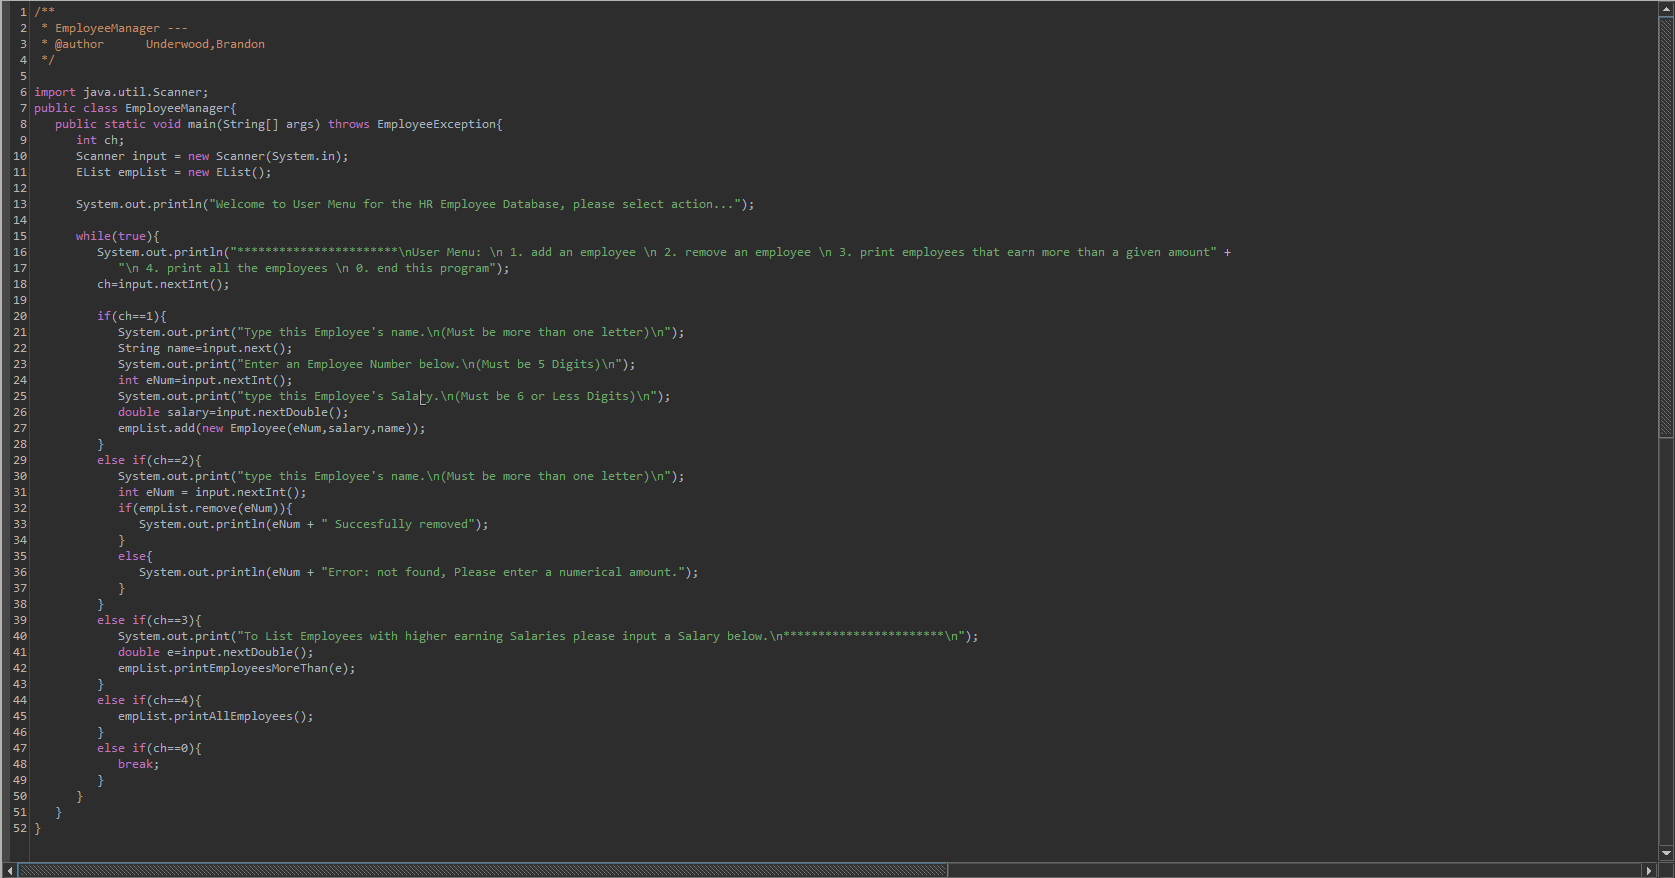 1 /**
2  * EmployeeManager ---
3  * @author      Underwood,Brandon
4  */
5
6 import java.util.Scanner;
7 public class EmployeeManager{
8    public static void main(String[] args) throws EmployeeException{
9       int ch;
10       Scanner input = new Scanner(System.in);
11       EList empList = new EList();
12
13       System.out.println("Welcome to User Menu for the HR Employee Database, please select action...");
14
15       while(true){
16          System.out.println("***********************\nUser Menu: \n 1. add an employee \n 2. remove an employee \n 3. print employees that earn more than a given amount" +
17             "\n 4. print all the employees \n 0. end this program");
18          ch=input.nextInt();
19
20          if(ch==1){
21             System.out.print("Type this Employee's name.\n(Must be more than one letter)\n");
22             String name=input.next();
23             System.out.print("Enter an Employee Number below.\n(Must be 5 Digits)\n");
24             int eNum=input.nextInt();
25             System.out.print("type this Employee's Salary.\n(Must be 6 or Less Digits)\n");
26             double salary=input.nextDouble();
27             empList.add(new Employee(eNum,salary,name));
28          }
29          else if(ch==2){
30             System.out.print("type this Employee's name.\n(Must be more than one letter)\n");
31             int eNum = input.nextInt();
32             if(empList.remove(eNum)){
33                System.out.println(eNum + " Succesfully removed");
34             }
35             else{
36                System.out.println(eNum + "Error: not found, Please enter a numerical amount.");
37             }
38          }
39          else if(ch==3){
40             System.out.print("To List Employees with higher earning Salaries please input a Salary below.\n***********************\n");
41             double e=input.nextDouble();
42             empList.printEmployeesMoreThan(e);
43          }
44          else if(ch==4){
45             empList.printAllEmployees();
46          }
47          else if(ch==0){
48             break;
49          }
50       }
51    }
52 }